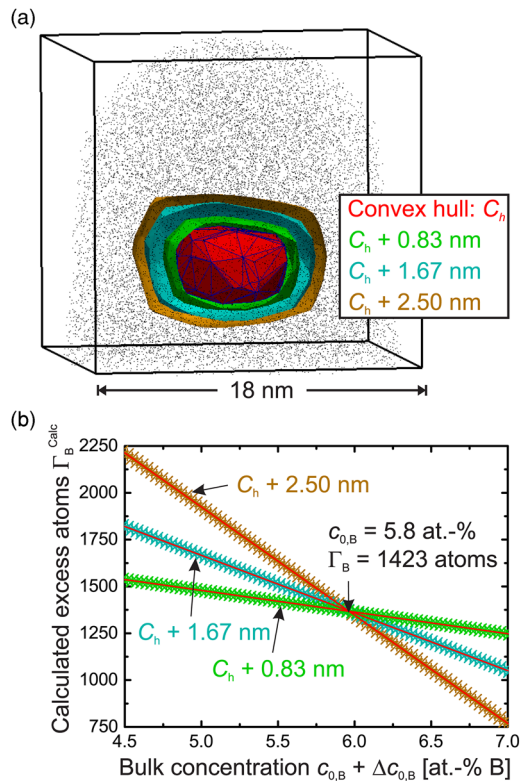 (a)
Convex hull: Cₕ
Cₕ + 0.83 nm
Cₕ + 1.67 nm
Cₕ + 2.50 nm
18 nm
(b)
Calculated excess atoms Γ_B^Calc
2250
2000
1750
1500
1250
1000
750
Cₕ + 2.50 nm
c₀,B = 5.8 at.-%
Γ_B = 1423 atoms
Cₕ + 1.67 nm
Cₕ + 0.83 nm
4.5 5.0 5.5 6.0 6.5 7.0
Bulk concentration c₀,B + Δc₀,B [at.-% B]